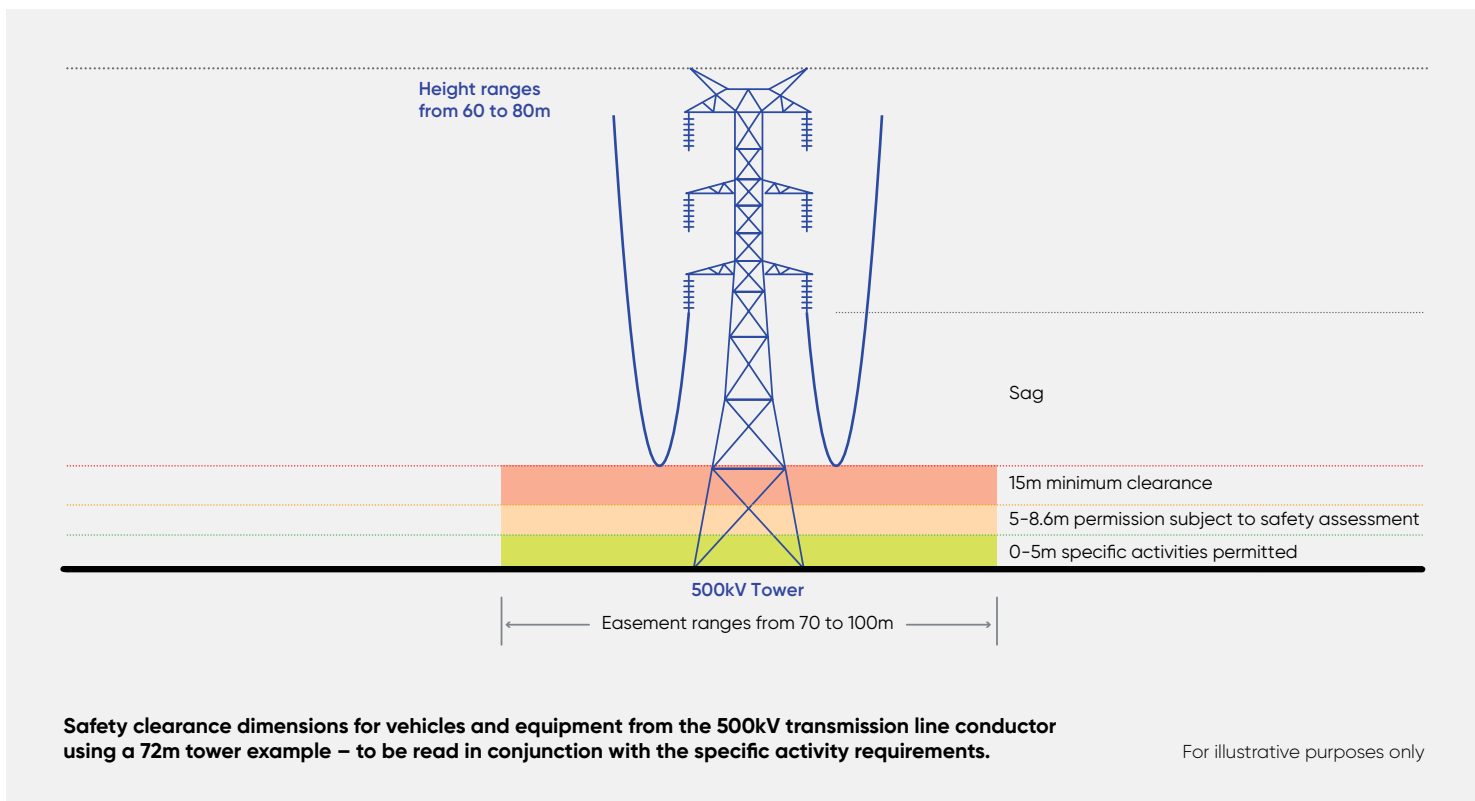 Height ranges
from 60 to 80m
Sag
15m minimum clearance
5-8.6m permission subject to safety assessment
0-5m specific activities permitted
500kV Tower
Easement ranges from 70 to 100m
Safety clearance dimensions for vehicles and equipment from the 500kV transmission line conductor
using a 72m tower example – to be read in conjunction with the specific activity requirements.
For illustrative purposes only